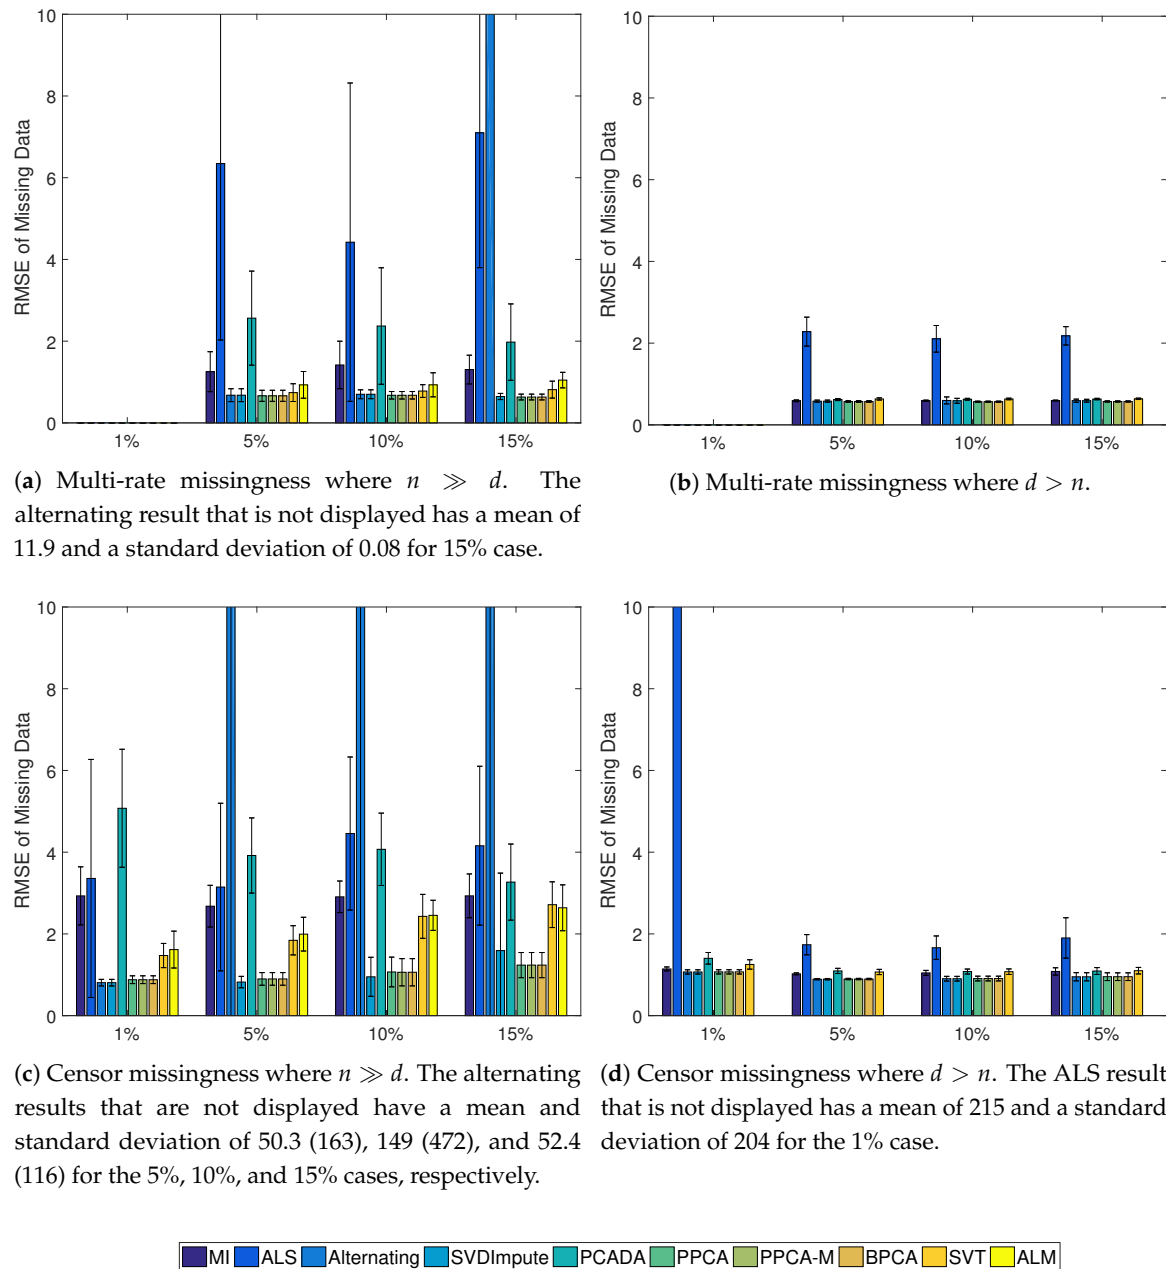 10
8
6
4
2
0
RMSE of Missing Data
1%
5%
10%
15%
(a) Multi-rate missingness where n ≫ d. The
alternating result that is not displayed has a mean of
11.9 and a standard deviation of 0.08 for 15% case.
10
8
6
4
2
0
RMSE of Missing Data
1%
5%
10%
15%
(b) Multi-rate missingness where d > n.
10
8
6
4
2
0
RMSE of Missing Data
1%
5%
10%
15%
(c) Censor missingness where n ≫ d. The alternating
results that are not displayed have a mean and
standard deviation of 50.3 (163), 149 (472), and 52.4
(116) for the 5%, 10%, and 15% cases, respectively.
10
8
6
4
2
0
RMSE of Missing Data
1%
5%
10%
15%
(d) Censor missingness where d > n. The ALS result
that is not displayed has a mean of 215 and a standard
deviation of 204 for the 1% case.
MI ALS Alternating SVDImpute PCADA PPCA PPCA-M BPCA SVT ALM